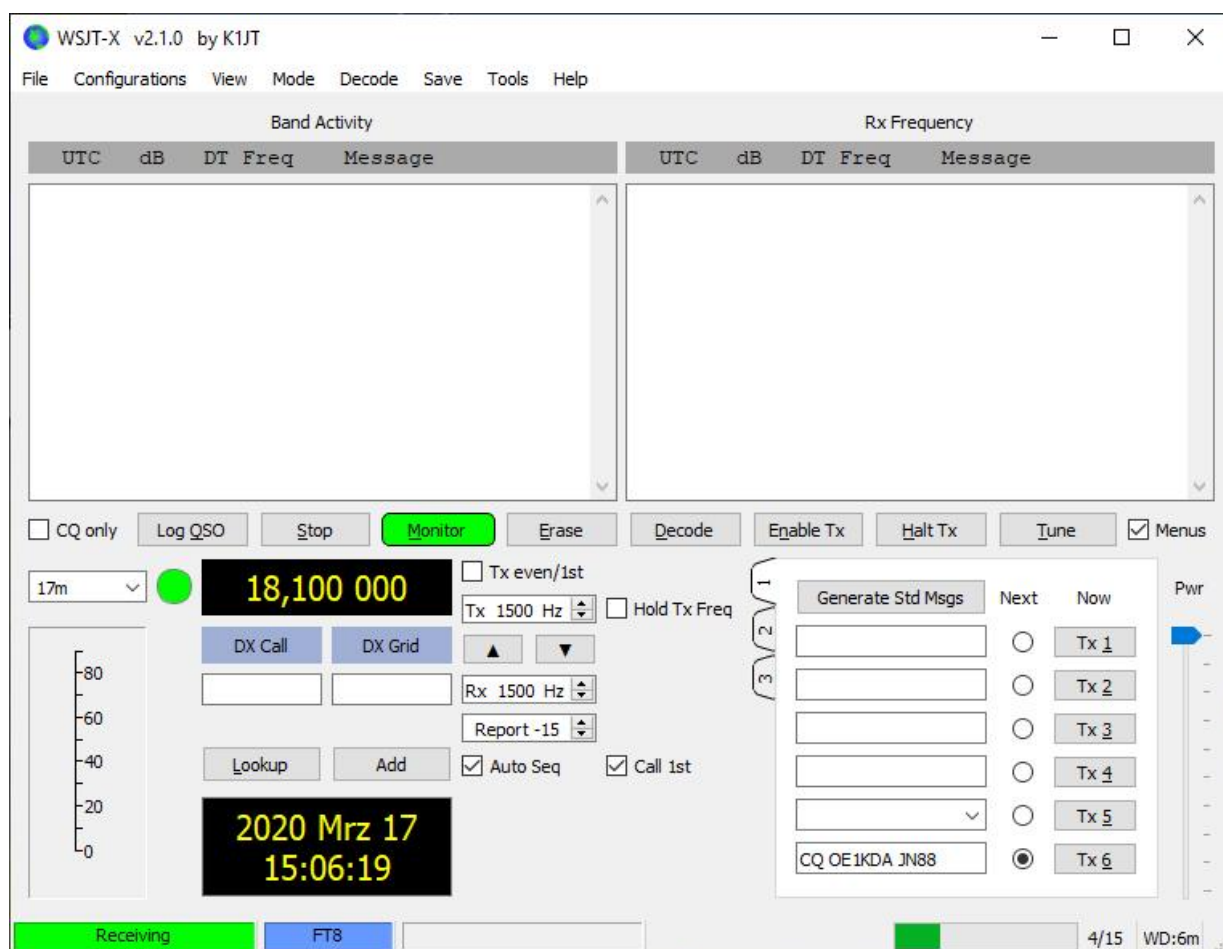 WSJT-X v2.1.0 by K1JT
File Configurations View Mode Decode Save Tools Help
Band Activity Rx Frequency
UTC dB DT Freq Message UTC dB DT Freq Message
CQ only Log QSO Stop Monitor Erase Decode Enable Tx Halt Tx Tune Menus
17m 18,100 000 Tx even/1st 1 Generate Std Msgs Next Now Pwr
Tx 1500 Hz Hold Tx Freq
DX Call DX Grid 2 Tx 1
-80 Rx 1500 Hz 3 Tx 2
-60 Report -15 Tx 3
-40 Lookup Add Auto Seq Call 1st Tx 4
-20 2020 Mrz 17 Tx 5
-0 15:06:19 CQ OE1KDA JN88 Tx 6
Receiving FT8 4/15 WD:6m